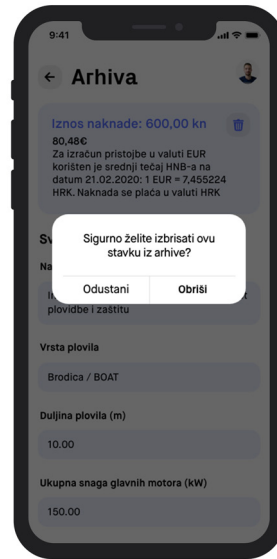 9:41
Arhiva
Iznos naknade: 600,00 kn
80,48€
Za izračun pristojbe u valuti EUR
korišten je srednji tečaj HNB-a na
datum 21.02.2020: 1 EUR = 7,455224
HRK. Naknada se plaća u valuti HRK
Sigurno želite izbrisati ovu
stavku iz arhive?
Odustani Obriši
plovidbe i zaštitu
Vrsta plovila
Brodica / BOAT
Duljina plovila (m)
10.00
Ukupna snaga glavnih motora (kW)
150.00